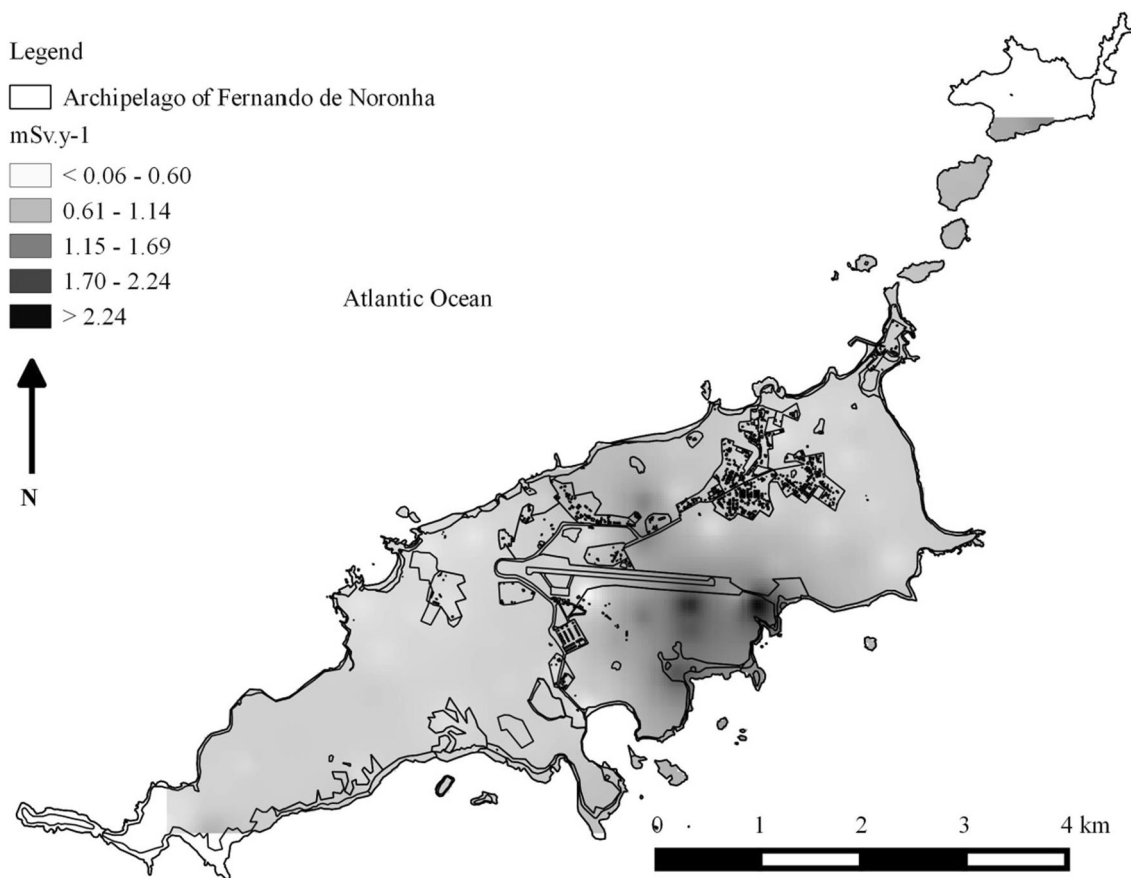 Legend
Archipelago of Fernando de Noronha
mSv.y-1
< 0.06 - 0.60
0.61 - 1.14
1.15 - 1.69
1.70 - 2.24
> 2.24
Atlantic Ocean
N
0 1 2 3 4 km